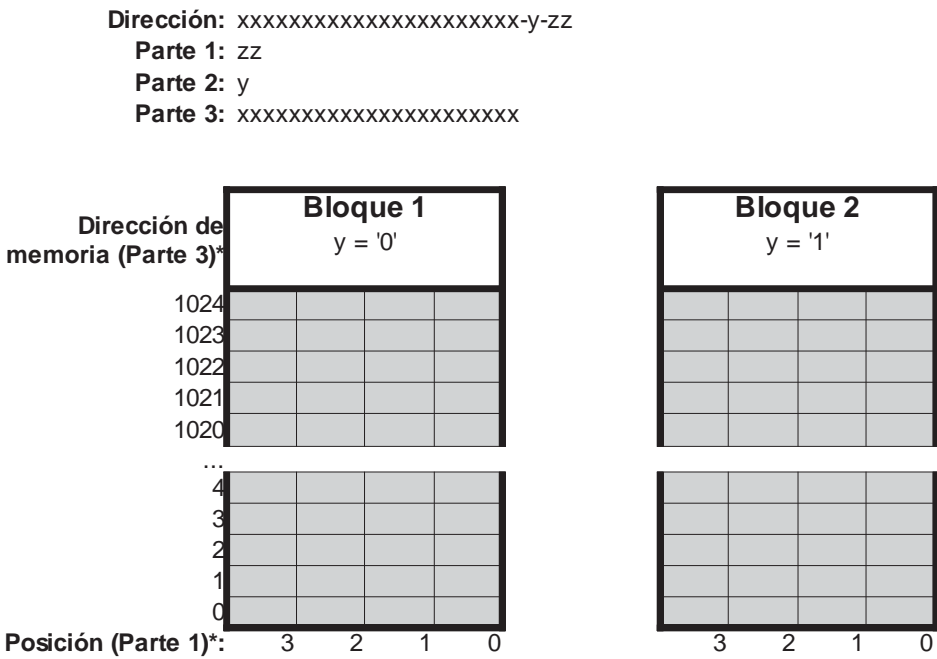 Dirección: xxxxxxxxxxxxxxxxxxxxxx-y-zz
Parte 1: zz
Parte 2: y
Parte 3: xxxxxxxxxxxxxxxxxxxxxx
Dirección de
memoria (Parte 3)*
Bloque 1
y = '0'
Bloque 2
y = '1'
1024
1023
1022
1021
1020
...
4
3
2
1
0
Posición (Parte 1)*: 3 2 1 0 3 2 1 0